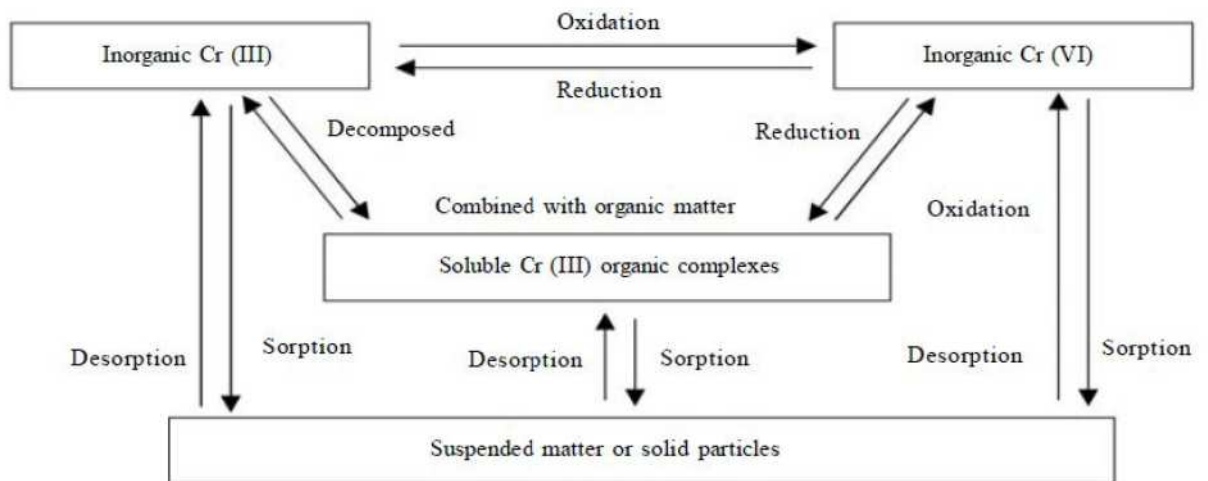 Oxidation
Inorganic Cr (III)
Inorganic Cr (VI)
Reduction
Decomposed
Reduction
Combined with organic matter
Oxidation
Soluble Cr (III) organic complexes
Desorption
Sorption
Desorption
Sorption
Desorption
Sorption
Suspended matter or solid particles